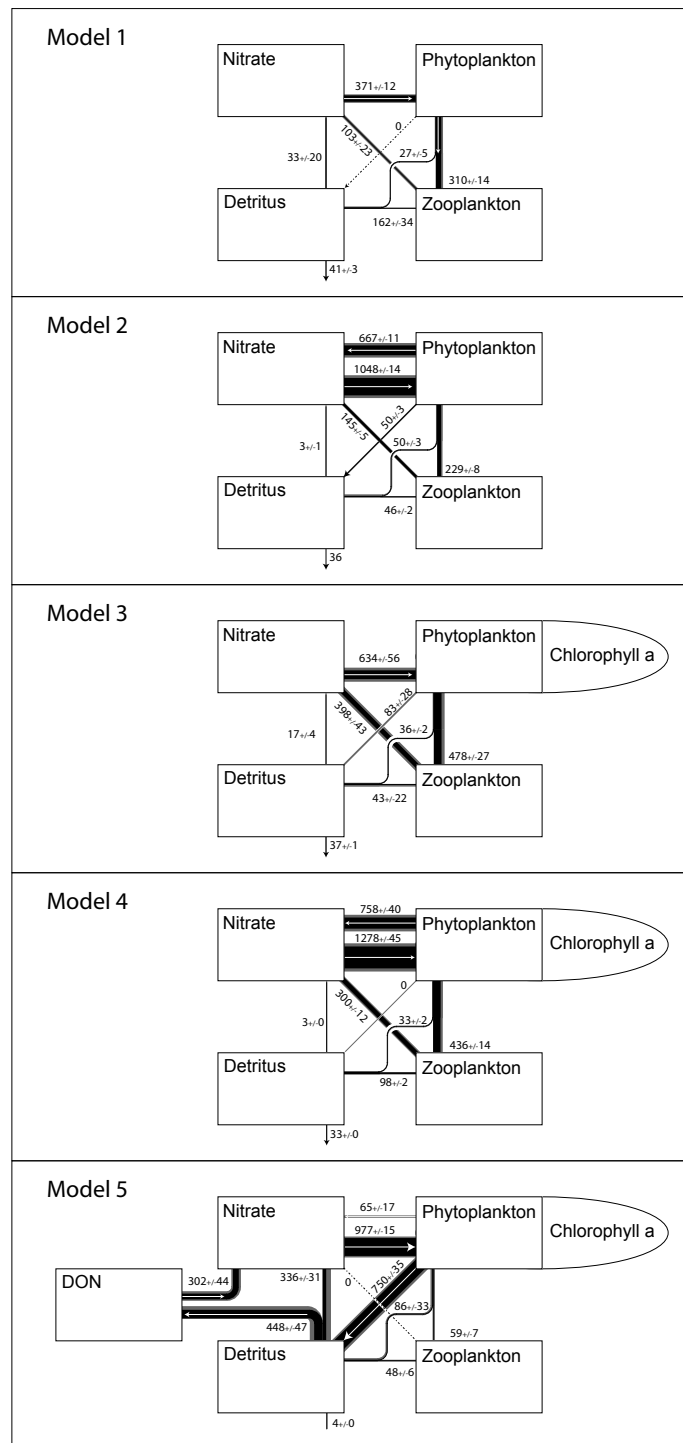 Model 1
Nitrate
Phytoplankton
371+/-12
0
103+/-23
27+/-5
33+/-20
310+/-14
Detritus
Zooplankton
162+/-34
41+/-3
Model 2
667+/-11
Nitrate
Phytoplankton
1048+/-14
50+/-3
145+/-5
50+/-3
3+/-1
229+/-8
Detritus
Zooplankton
46+/-2
36
Model 3
Nitrate
Phytoplankton
Chlorophyll a
634+/-56
83+/-28
398+/-43
36+/-2
17+/-4
478+/-27
Detritus
Zooplankton
43+/-22
37+/-1
Model 4
758+/-40
Nitrate
Phytoplankton
Chlorophyll a
1278+/-45
0
300+/-12
33+/-2
3+/-0
436+/-14
Detritus
Zooplankton
98+/-2
33+/-0
Model 5
65+/-17
Nitrate
Phytoplankton
Chlorophyll a
977+/-15
DON
302+/-44
336+/-31
0
750+/-35
86+/-33
448+/-47
59+/-7
Detritus
Zooplankton
48+/-6
4+/-0